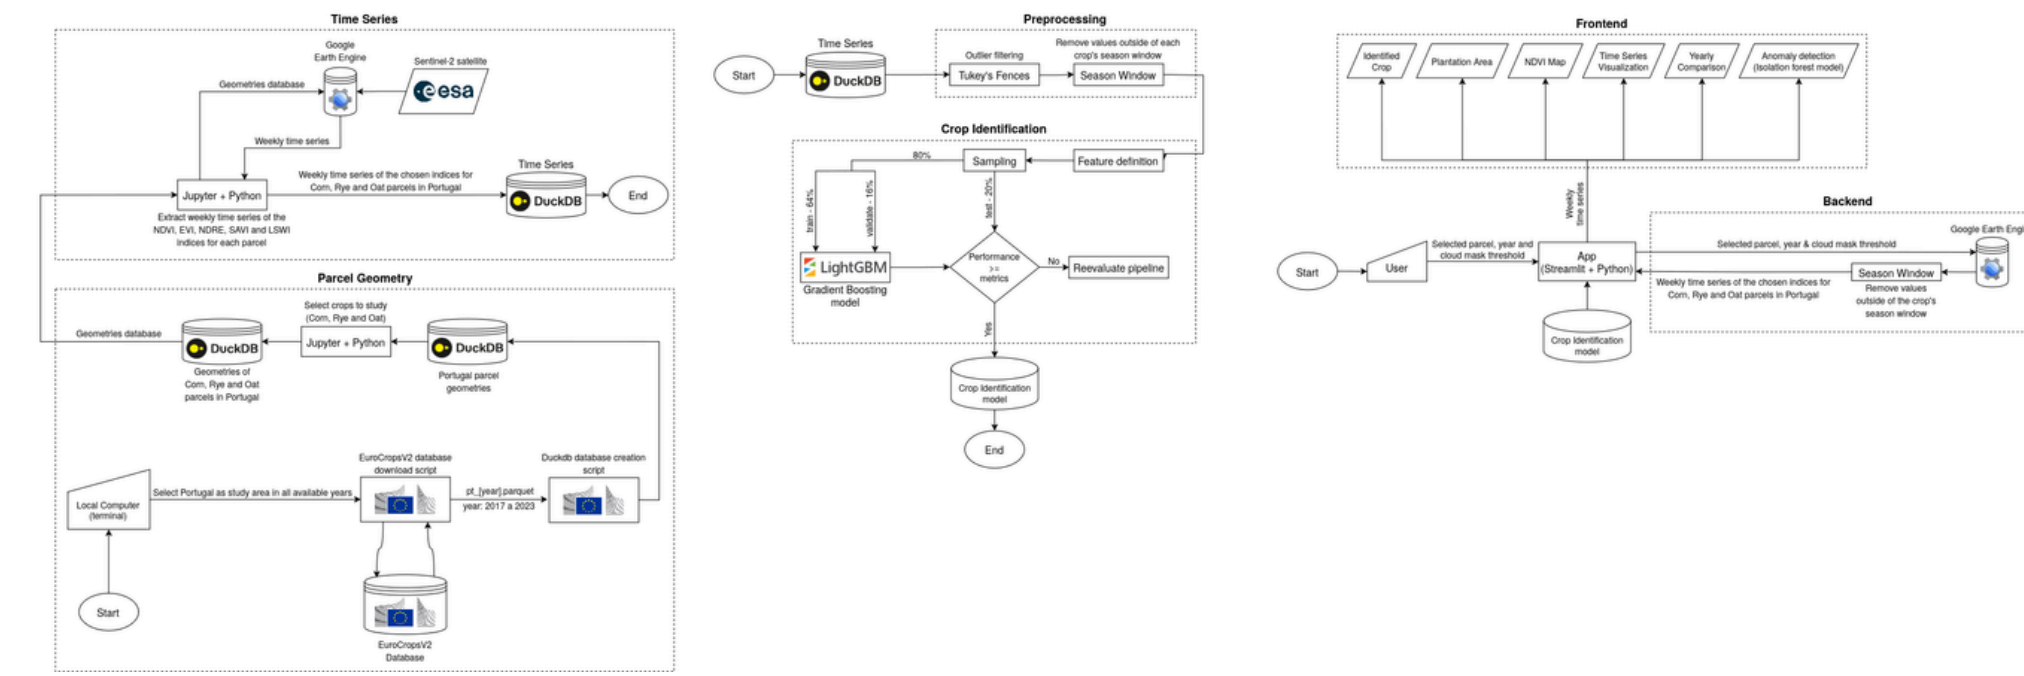 Time Series
Google
Earth Engine
Sentinel-2 satellite
Geometries database
esa
Weekly time series
Jupyter + Python
Extract weekly time series of the
NDVI, EVI, NDRE, SAVI and LSWI
indices for each parcel
Weekly time series of the chosen indices for
Corn, Rye and Oat parcels in Portugal
Time Series
DuckDB
End
Parcel Geometry
Geometries database
DuckDB
Geometries of
Corn, Rye and Oat
parcels in Portugal
Select crops to study
(Corn, Rye and Oat)
Jupyter + Python
DuckDB
Portugal parcel
geometries
Local Computer
(terminal)
Select Portugal as study area in all available years
EuroCropsV2 database
download script
pt_[year].parquet
year: 2017 a 2023
Duckdb database creation
script
Start
EuroCropsV2
Database
Preprocessing
Start
Time Series
DuckDB
Outlier filtering
Tukey's Fences
Remove values outside of each
crop's season window
Season Window
Crop Identification
80%
Sampling
Feature definition
train - 64%
validate - 16%
test - 20%
LightGBM
Gradient Boosting
model
Performance
>=
metrics
No
Reevaluate pipeline
Yes
Crop Identification
model
End
Frontend
Identified
Crop
Plantation Area
NDVI Map
Time Series
Visualization
Yearly
Comparison
Anomaly detection
(Isolation forest model)
Weekly
time series
Backend
Google Earth Engi
Start
User
Selected parcel, year and
cloud mask threshold
App
(Streamlit + Python)
Selected parcel, year & cloud mask threshold
Weekly time series of the chosen indices for
Corn, Rye and Oat parcels in Portugal
Season Window
Remove values
outside of the crop's
season window
Crop Identification
model